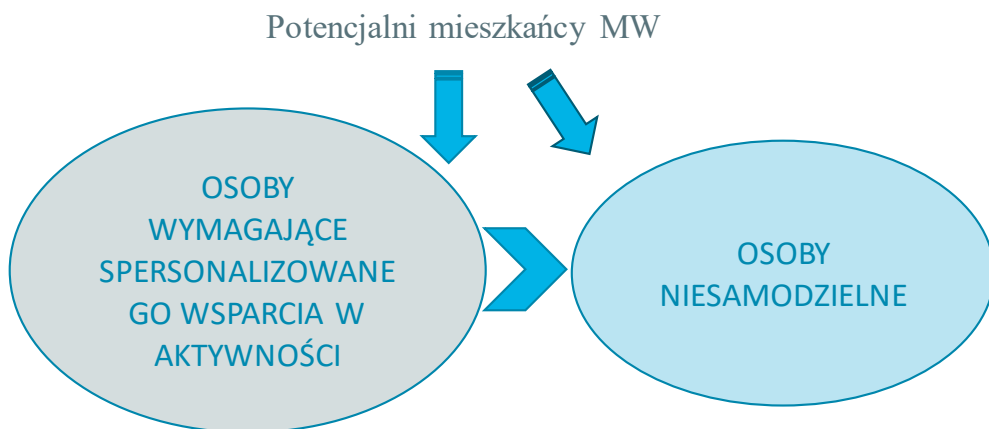 Potencjalni mieszkańcy MW
OSOBY
WYMAGAJĄCE
SPERSONALIZOWANE
GO WSPARCIA W
AKTYWNOŚCI
OSOBY
NIESAMODZIELNE